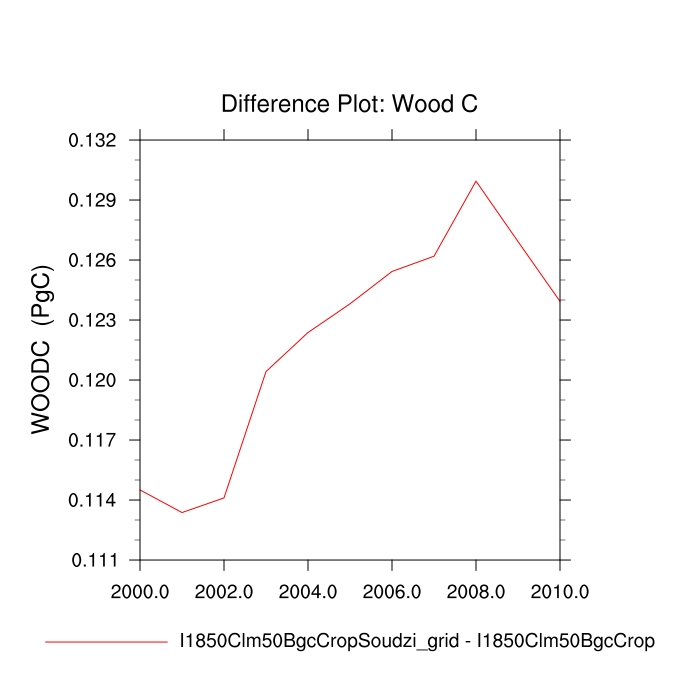 Difference Plot: Wood C
0.132
0.129
0.126
0.123
0.120
0.117
0.114
0.111
WOODC (PgC)
2000.0 2002.0 2004.0 2006.0 2008.0 2010.0
I1850Clm50BgcCropSoudzi_grid - I1850Clm50BgcCrop